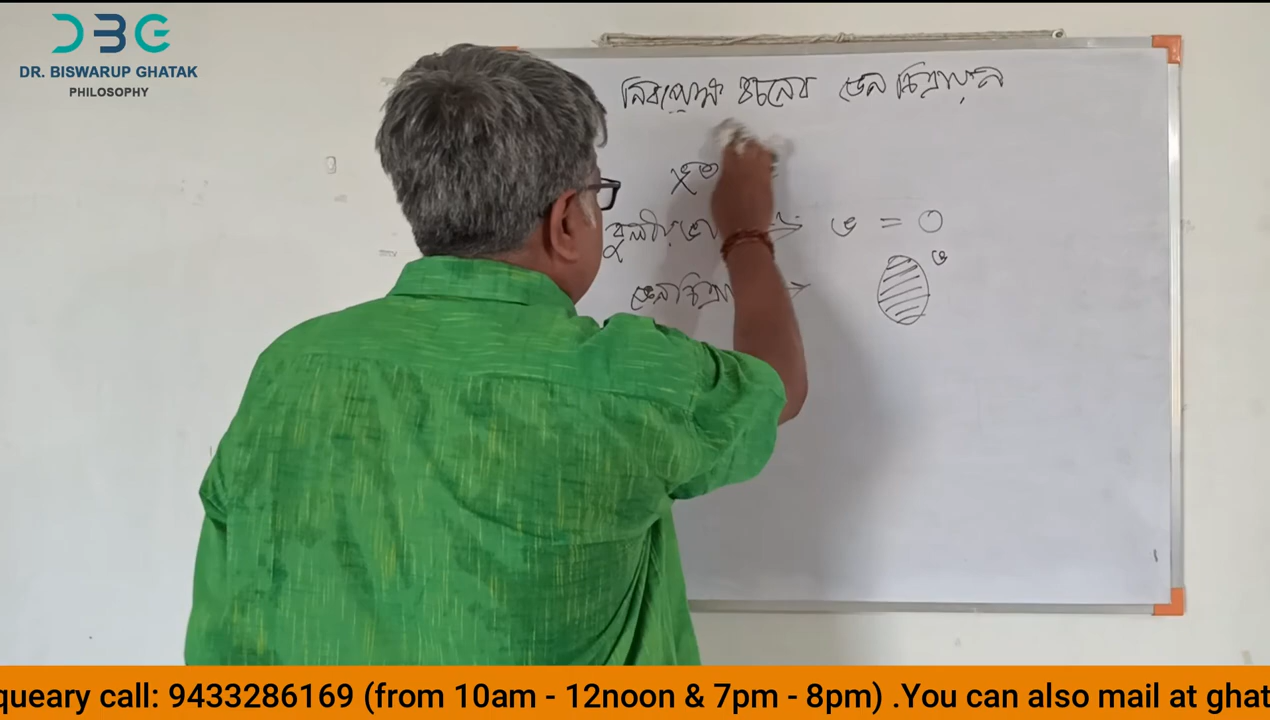 DBG
DR. BISWARUP GHATAK
PHILOSOPHY
নিরপেক্ষ বচনের ভেন চিত্রায়ন
ভূত
বুলীয় ভা → ভ = 0
ভেনচিত্র → ভ
queary call: 9433286169 (from 10am - 12noon & 7pm - 8pm) .You can also mail at ghat